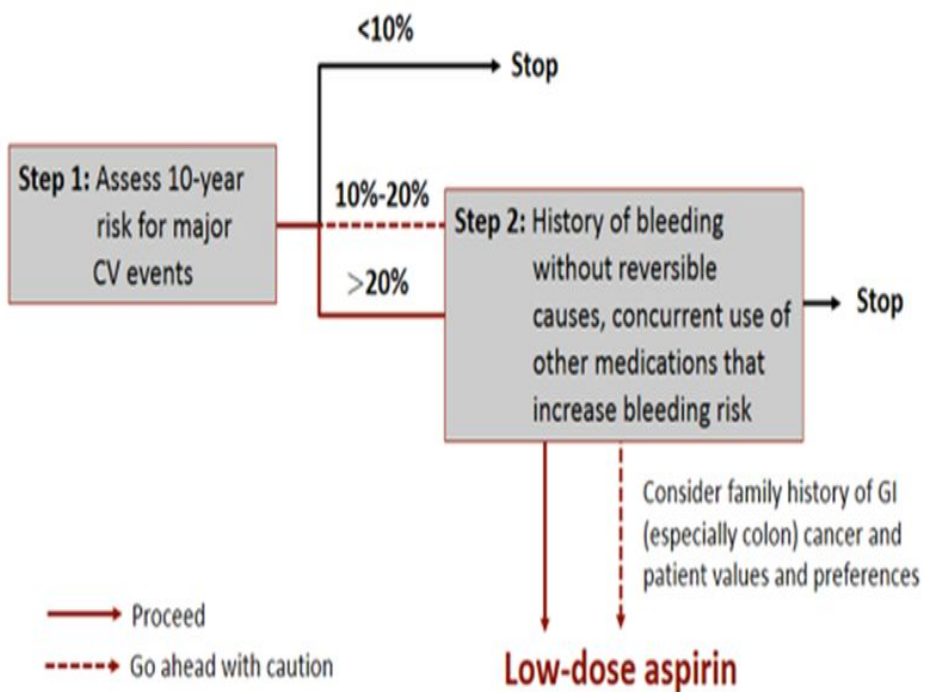 <10%
Stop
Step 1: Assess 10-year
risk for major
CV events
10%-20%
>20%
Step 2: History of bleeding
without reversible
causes, concurrent use of
other medications that
increase bleeding risk
Stop
Consider family history of GI
(especially colon) cancer and
patient values and preferences
Proceed
Go ahead with caution
Low-dose aspirin